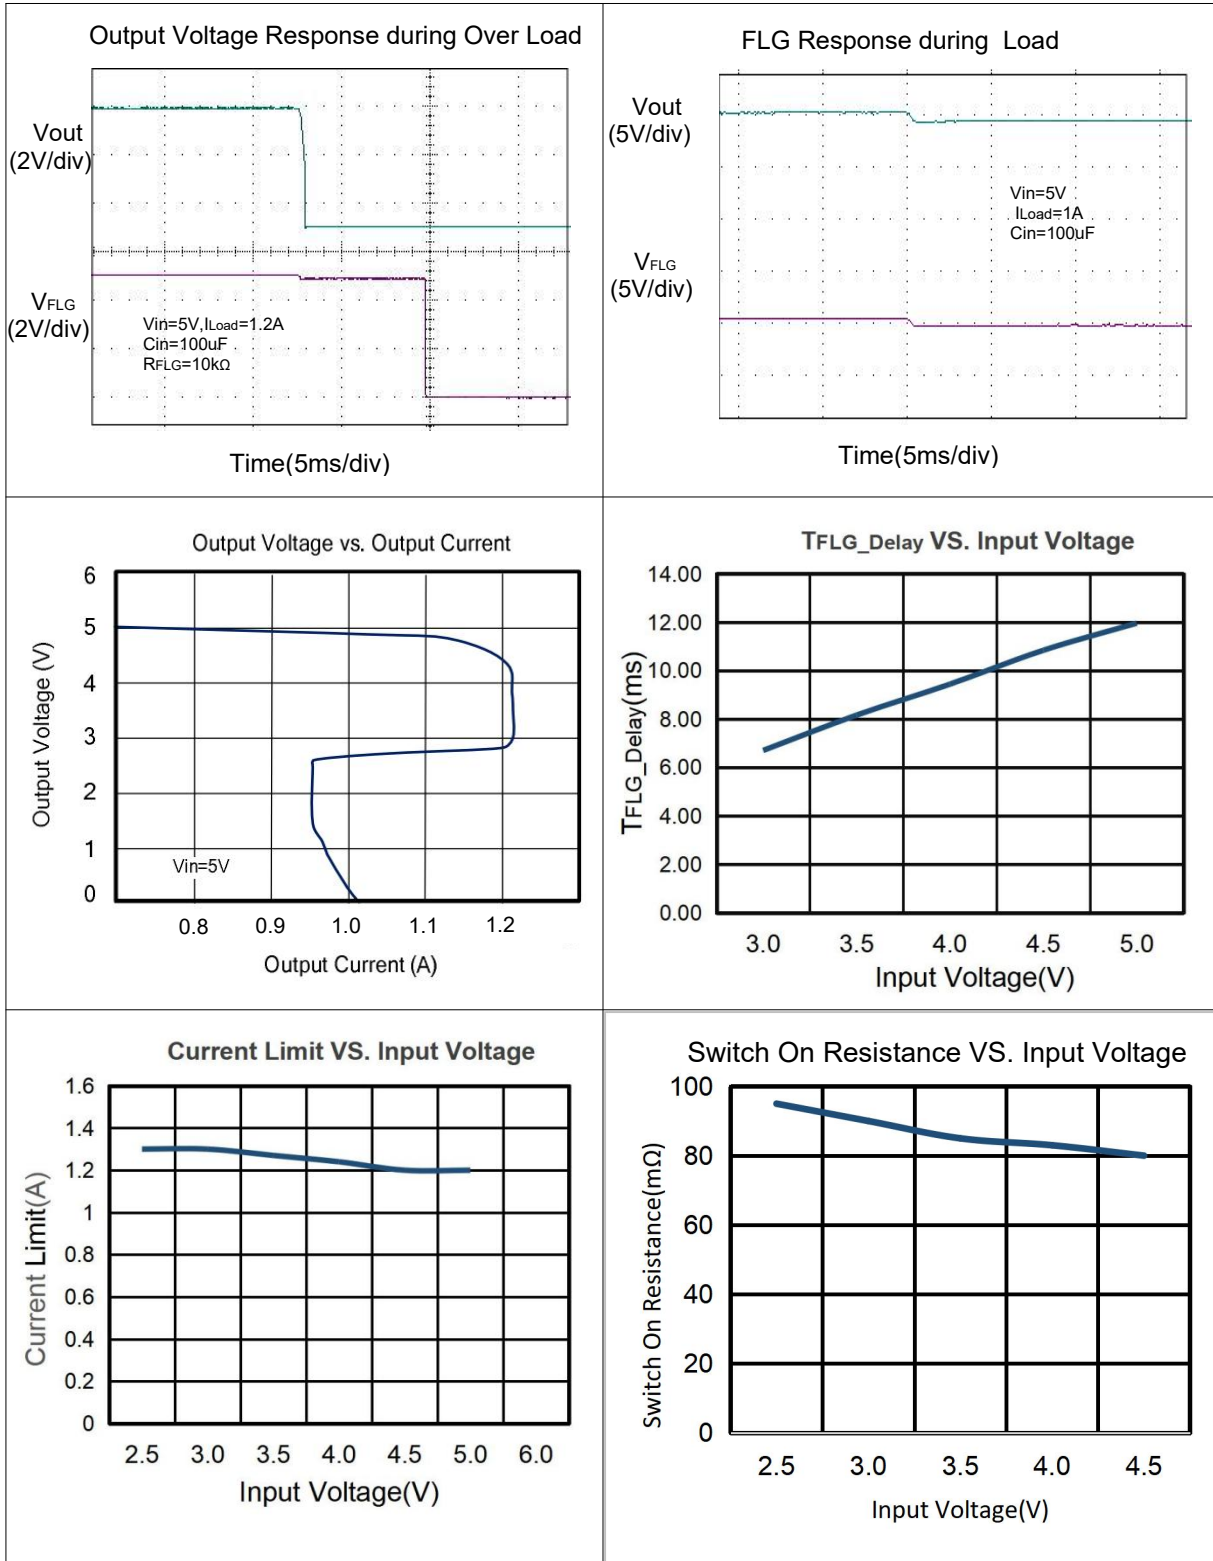 Output Voltage Response during Over Load
Vout
(2V/div)
VFLG
(2V/div)
Vin=5V,ILoad=1.2A
Cin=100uF
RFLG=10kΩ
Time(5ms/div)
FLG Response during Load
Vout
(5V/div)
Vin=5V
ILoad=1A
Cin=100uF
VFLG
(5V/div)
Time(5ms/div)
Output Voltage vs. Output Current
Output Voltage (V)
6
5
4
3
2
1
0
Vin=5V
0.8 0.9 1.0 1.1 1.2
Output Current (A)
TFLG_Delay VS. Input Voltage
TFLG_Delay(ms)
14.00
12.00
10.00
8.00
6.00
4.00
2.00
0.00
3.0 3.5 4.0 4.5 5.0
Input Voltage(V)
Current Limit VS. Input Voltage
Current Limit(A)
1.6
1.4
1.2
1
0.8
0.6
0.4
0.2
0
2.5 3.0 3.5 4.0 4.5 5.0 6.0
Input Voltage(V)
Switch On Resistance VS. Input Voltage
Switch On Resistance(mΩ)
100
80
60
40
20
0
2.5 3.0 3.5 4.0 4.5
Input Voltage(V)